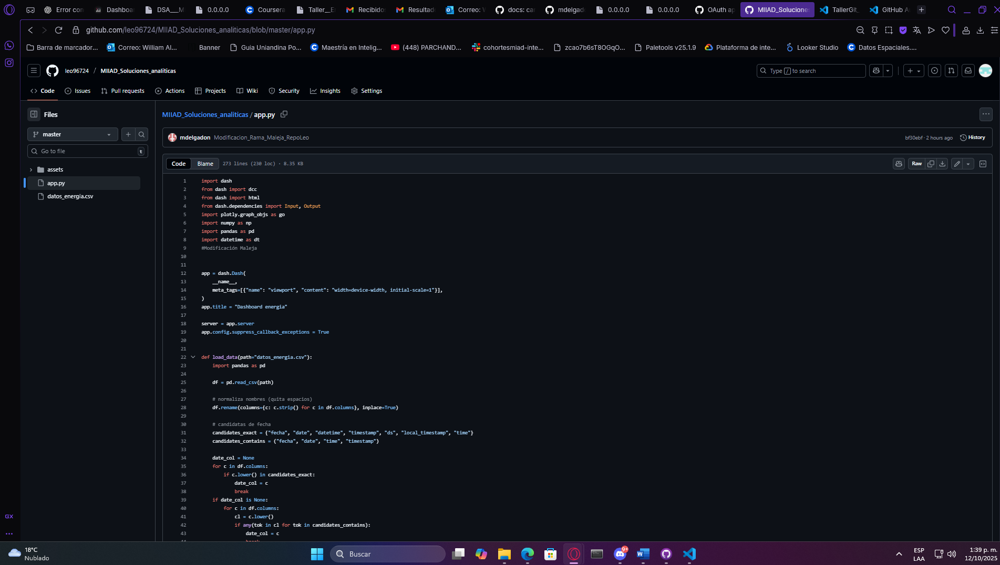 Error con
Dashboa
DSA___M
0.0.0.0
Coursera
Taller__E
Recibido
Resultad
Correo: W
docs: car
mdelgad
0.0.0.0
0.0.0.0
OAuth ap
MIIAD_Soluciones
TallerGit_
GitHub A
github.com/leo96724/MIIAD_Soluciones_analiticas/blob/master/app.py
Barra de marcador...
Correo: William Al...
Banner
Guia Uniandina Po...
Maestría en Intelig...
(448) PARCHAND...
cohortesmiad-inte...
zcao7b6sT8OGqO...
Paletools v25.1.9
Plataforma de inte...
Looker Studio
Datos Espaciales....
leo96724 / MIIAD_Soluciones_analiticas
Type / to search
Code
Issues
Pull requests
Actions
Projects
Wiki
Security
Insights
Settings
Files
master
Go to file
t
assets
app.py
datos_energia.csv
MIIAD_Soluciones_analiticas / app.py
mdelgadon Modificacion_Rama_Maleja_RepoLeo
bf30ebf · 2 hours ago
History
Code
Blame
273 lines (230 loc) · 8.35 KB
Raw
1 import dash
2 from dash import dcc
3 from dash import html
4 from dash.dependencies import Input, Output
5 import plotly.graph_objs as go
6 import numpy as np
7 import pandas as pd
8 import datetime as dt
9 #Modificación Maleja
10
11
12 app = dash.Dash(
13 __name__,
14 meta_tags=[{"name": "viewport", "content": "width=device-width, initial-scale=1"}],
15 )
16 app.title = "Dashboard energia"
17
18 server = app.server
19 app.config.suppress_callback_exceptions = True
20
21
22 def load_data(path="datos_energia.csv"):
23 import pandas as pd
24
25 df = pd.read_csv(path)
26
27 # normaliza nombres (quita espacios)
28 df.rename(columns={c: c.strip() for c in df.columns}, inplace=True)
29
30 # candidatas de fecha
31 candidates_exact = {"fecha", "date", "datetime", "timestamp", "ds", "local_timestamp", "time"}
32 candidates_contains = ("fecha", "date", "time", "timestamp")
33
34 date_col = None
35 for c in df.columns:
36 if c.lower() in candidates_exact:
37 date_col = c
38 break
39 if date_col is None:
40 for c in df.columns:
41 cl = c.lower()
42 if any(tok in cl for tok in candidates_contains):
43 date_col = c
44 break
GX
18°C
Nublado
Buscar
9+
ESP
LAA
1:39 p. m.
12/10/2025